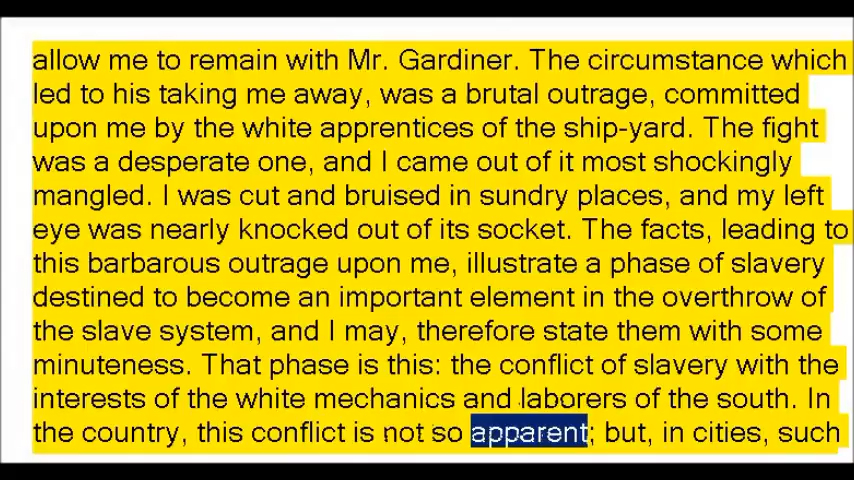 allow me to remain with Mr. Gardiner. The circumstance which
led to his taking me away, was a brutal outrage, committed
upon me by the white apprentices of the ship-yard. The fight
was a desperate one, and I came out of it most shockingly
mangled. I was cut and bruised in sundry places, and my left
eye was nearly knocked out of its socket. The facts, leading to
this barbarous outrage upon me, illustrate a phase of slavery
destined to become an important element in the overthrow of
the slave system, and I may, therefore state them with some
minuteness. That phase is this: the conflict of slavery with the
interests of the white mechanics and laborers of the south. In
the country, this conflict is not so apparent; but, in cities, such